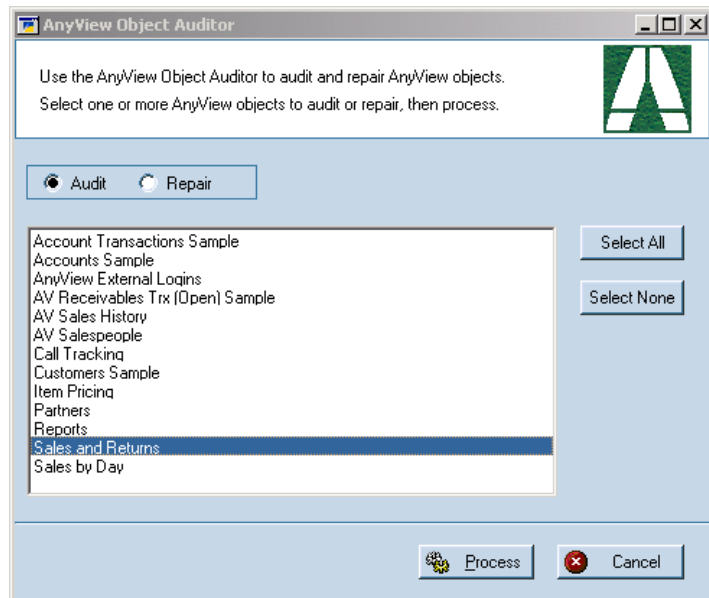 AnyView Object Auditor
Use the AnyView Object Auditor to audit and repair AnyView objects.
Select one or more AnyView objects to audit or repair, then process.
Audit Repair
Account Transactions Sample
Accounts Sample
AnyView External Logins
AV Receivables Trx (Open) Sample
AV Sales History
AV Salespeople
Call Tracking
Customers Sample
Item Pricing
Partners
Reports
Sales and Returns
Sales by Day
Select All
Select None
Process Cancel